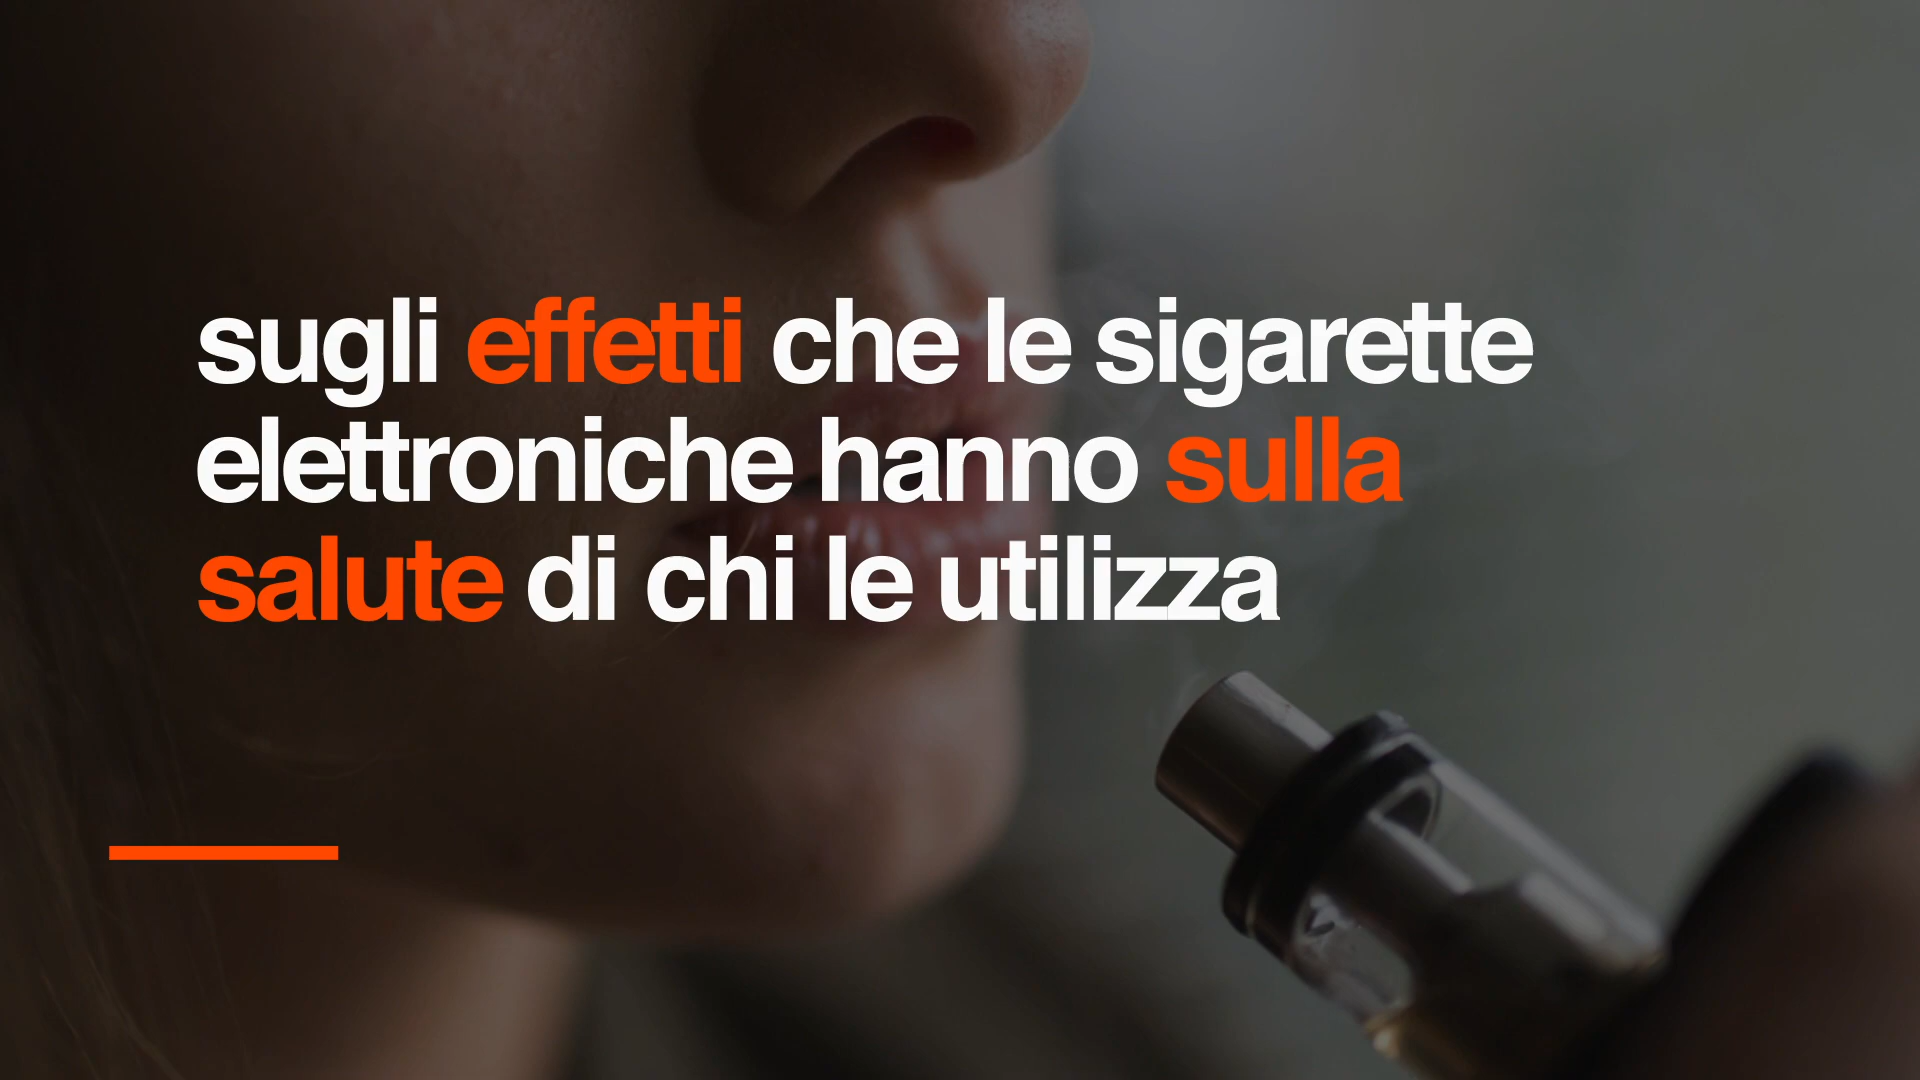 sugli effetti che le sigarette
elettroniche hanno sulla
salute di chi le utilizza